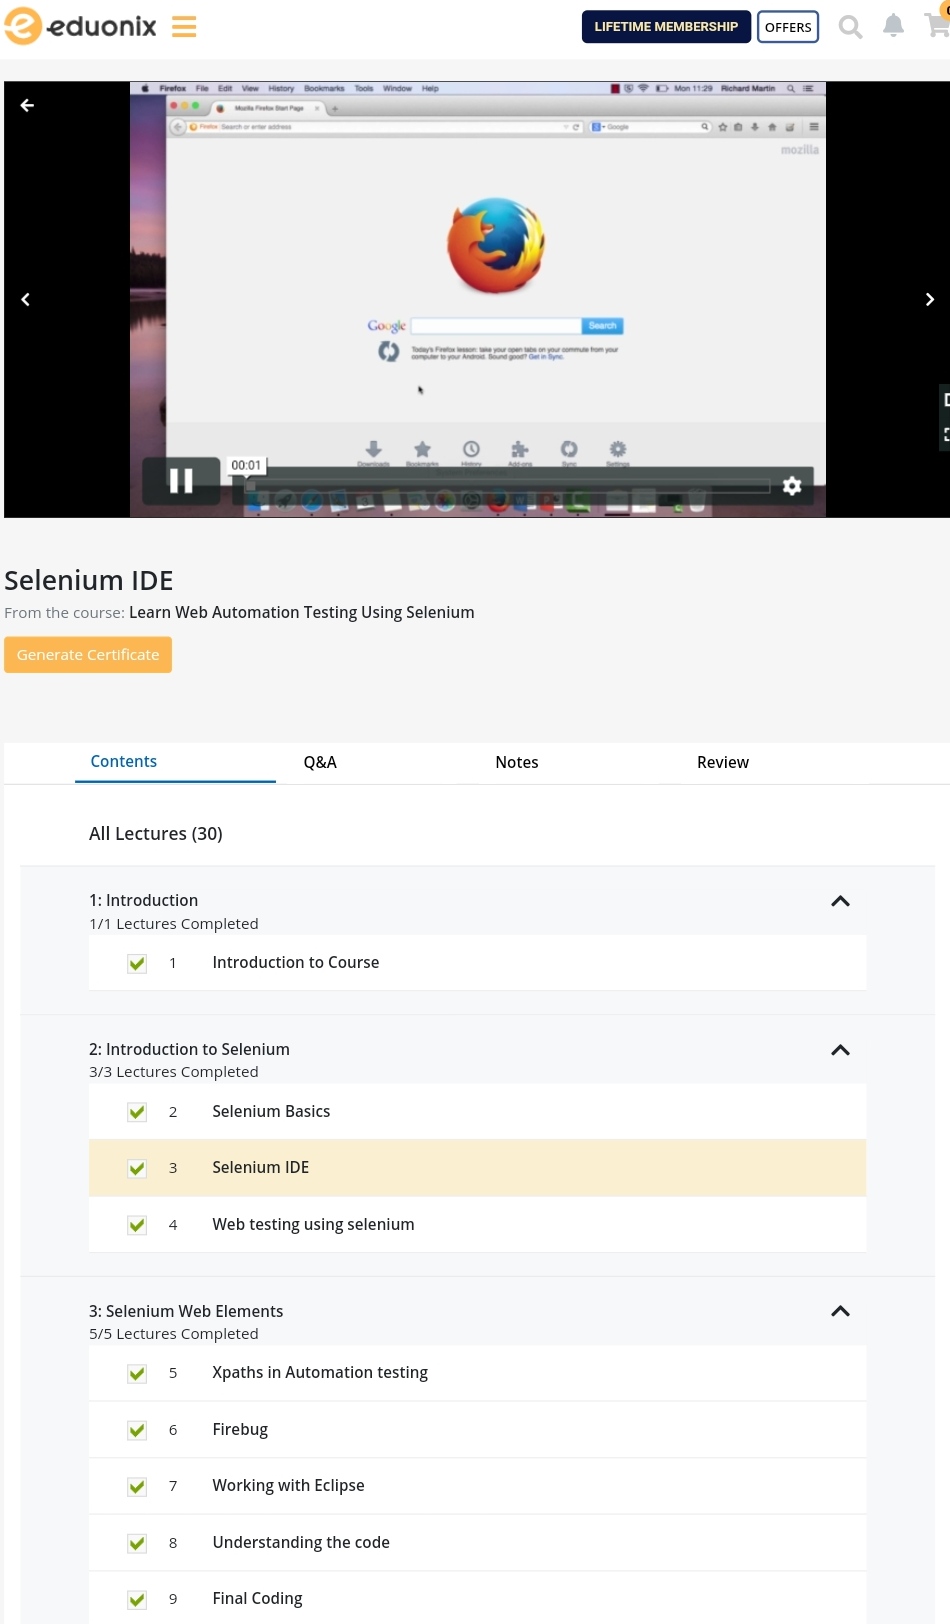 eduonix
LIFETIME MEMBERSHIP
OFFERS
Firefox File Edit View History Bookmarks Tools Window Help
Mon 11:29 Richard Martin
Mozilla Firefox Start Page
Firefox Search or enter address
Google
mozilla
Google
Search
Today's Firefox lesson: take your open tabs on your commute from your
computer to your Android. Sound good? Get in Sync.
Downloads Bookmarks History Add-ons Sync Settings
00:01
Selenium IDE
From the course: Learn Web Automation Testing Using Selenium
Generate Certificate
Contents
Q&A
Notes
Review
All Lectures (30)
1: Introduction
1/1 Lectures Completed
1 Introduction to Course
2: Introduction to Selenium
3/3 Lectures Completed
2 Selenium Basics
3 Selenium IDE
4 Web testing using selenium
3: Selenium Web Elements
5/5 Lectures Completed
5 Xpaths in Automation testing
6 Firebug
7 Working with Eclipse
8 Understanding the code
9 Final Coding